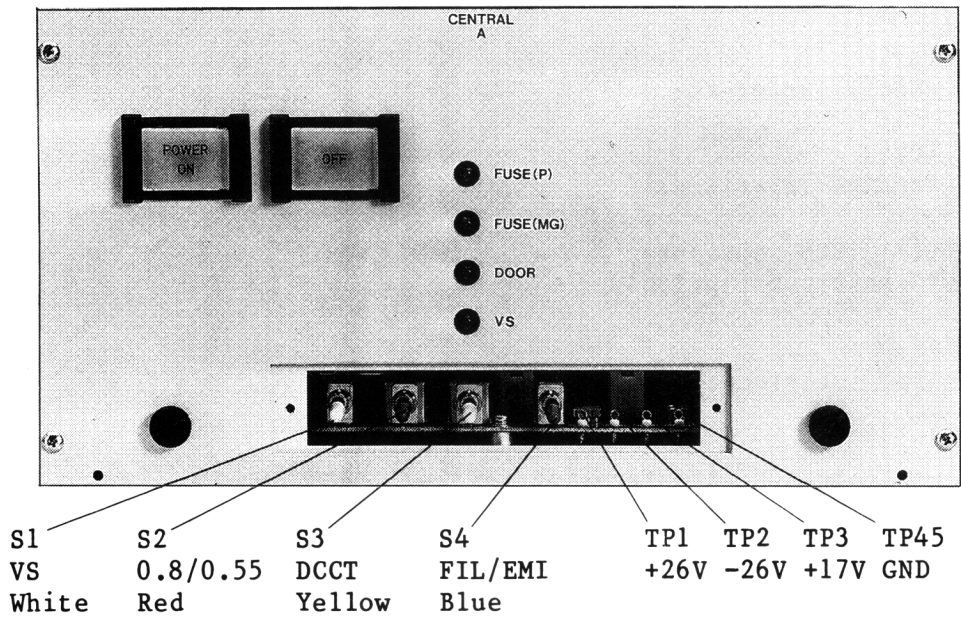 CENTRAL
A
POWER
ON
OFF
FUSE(P)
FUSE(MG)
DOOR
VS
S1 S2 S3 S4 TP1 TP2 TP3 TP45
VS 0.8/0.55 DCCT FIL/EMI +26V -26V +17V GND
White Red Yellow Blue